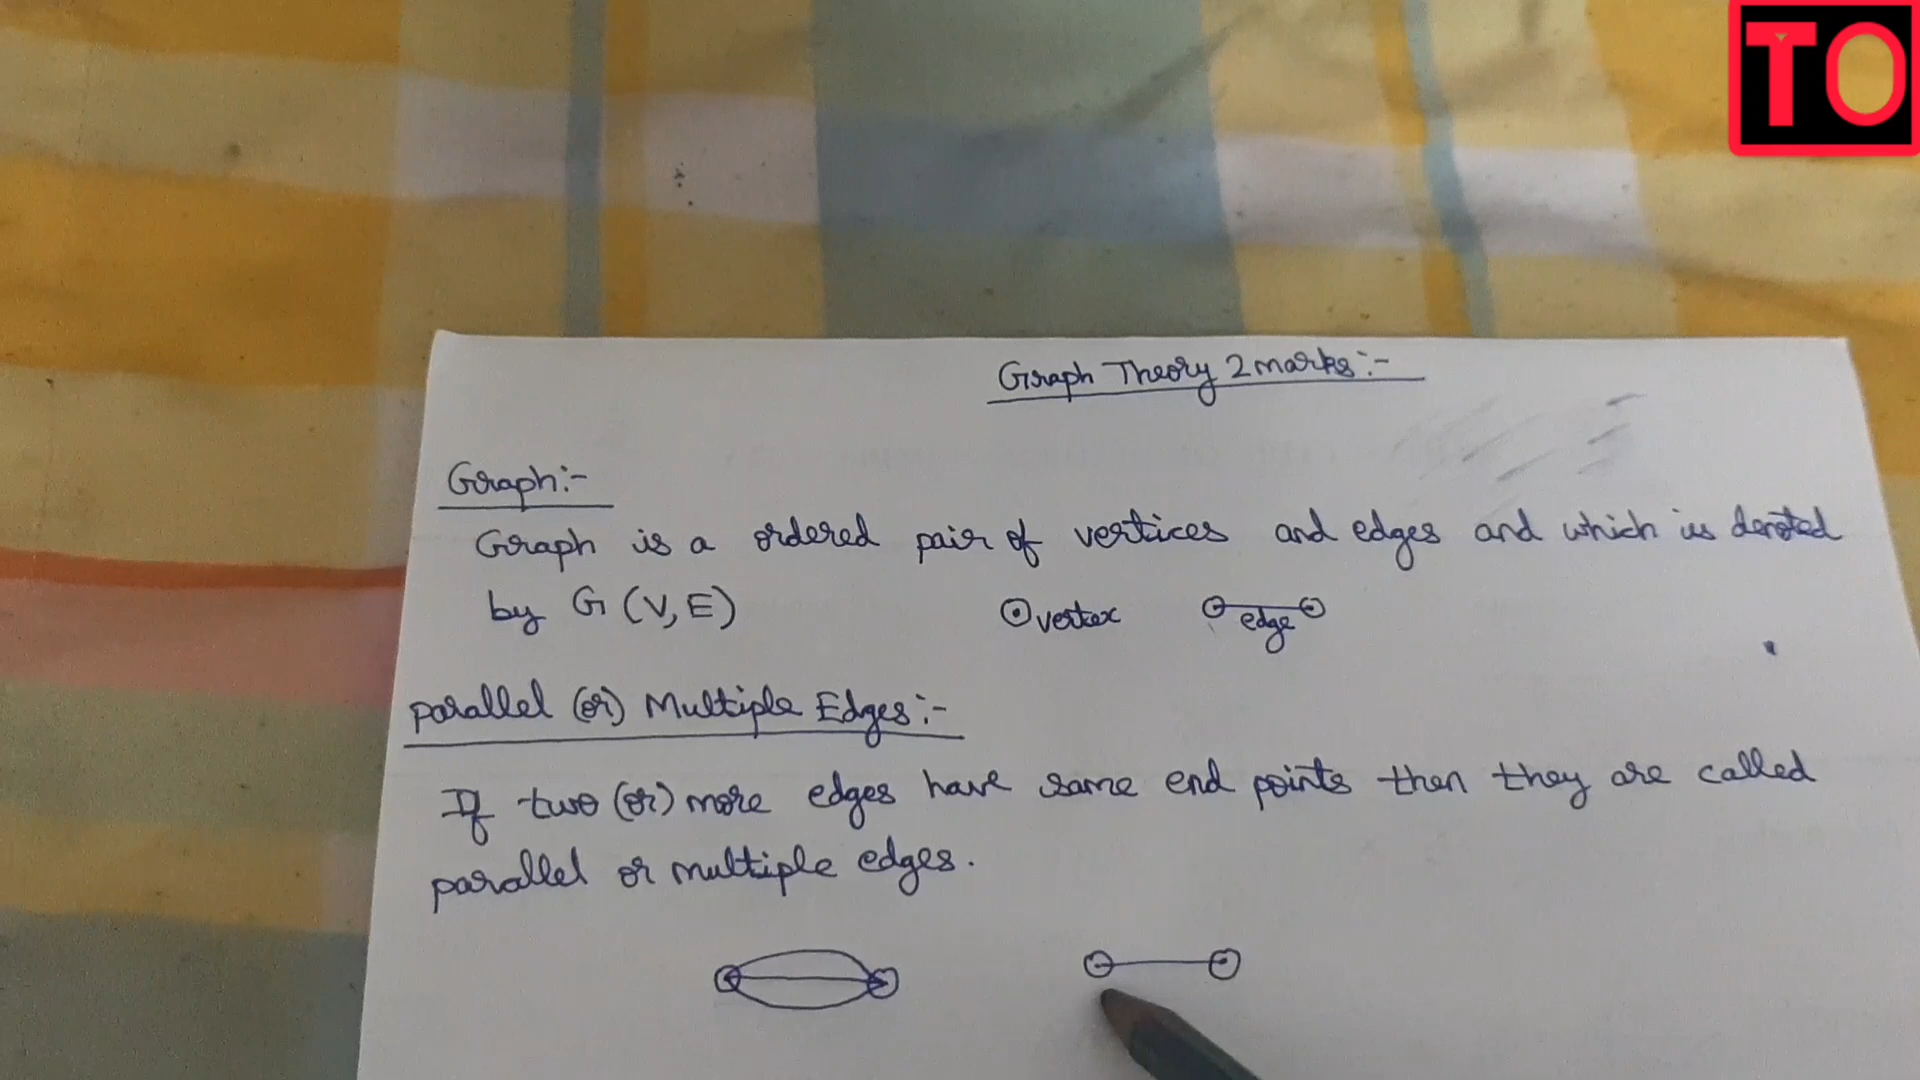 TO
Graph Theory 2 marks:-
Graph:-
Graph is a ordered pair of vertices and edges and which is denoted
by G (V, E) vertex edge
parallel (or) Multiple Edges:-
If two (or) more edges have same end points then they are called
parallel or multiple edges.